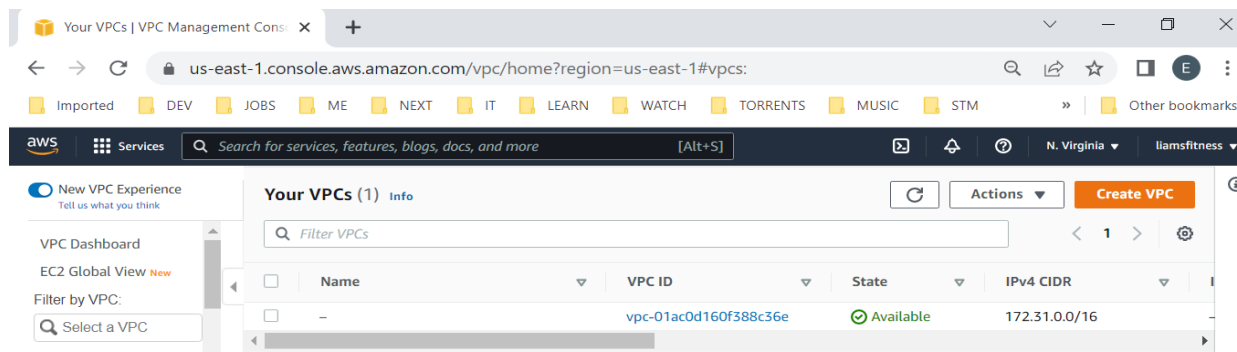 Your VPCs | VPC Management Cons
us-east-1.console.aws.amazon.com/vpc/home?region=us-east-1#vpcs:
E
Imported DEV JOBS ME NEXT IT LEARN WATCH TORRENTS MUSIC STM » Other bookmarks
aws Services Search for services, features, blogs, docs, and more [Alt+S] N. Virginia liamsfitness
New VPC Experience
Tell us what you think
Your VPCs (1) Info Actions Create VPC
VPC Dashboard
Filter VPCs 1
EC2 Global View New
Name VPC ID State IPv4 CIDR
Filter by VPC:
Select a VPC
– vpc-01ac0d160f388c36e Available 172.31.0.0/16 –